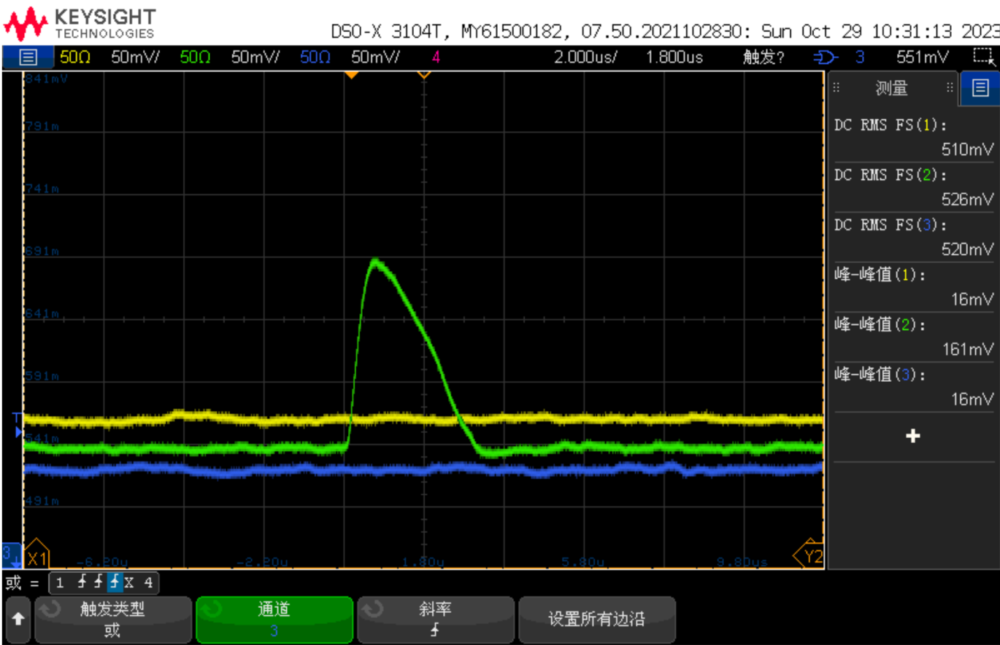 KEYSIGHT
TECHNOLOGIES
DSO-X 3104T, MY61500182, 07.50.2021102830: Sun Oct 29 10:31:13 2023
50Ω 50mV/ 50Ω 50mV/ 50Ω 50mV/ 4 2.000us/ 1.800us 触发? 3 551mV
841mV
791m
741m
691m
641m
591m
541m
491m
T
3
X1
-6.20u -2.20u 1.80u 5.80u 9.80us
Y2
测量
DC RMS FS(1):
510mV
DC RMS FS(2):
526mV
DC RMS FS(3):
520mV
峰-峰值(1):
16mV
峰-峰值(2):
161mV
峰-峰值(3):
16mV
+
或 = 1 X 4
触发类型
或
通道
3
斜率
设置所有边沿